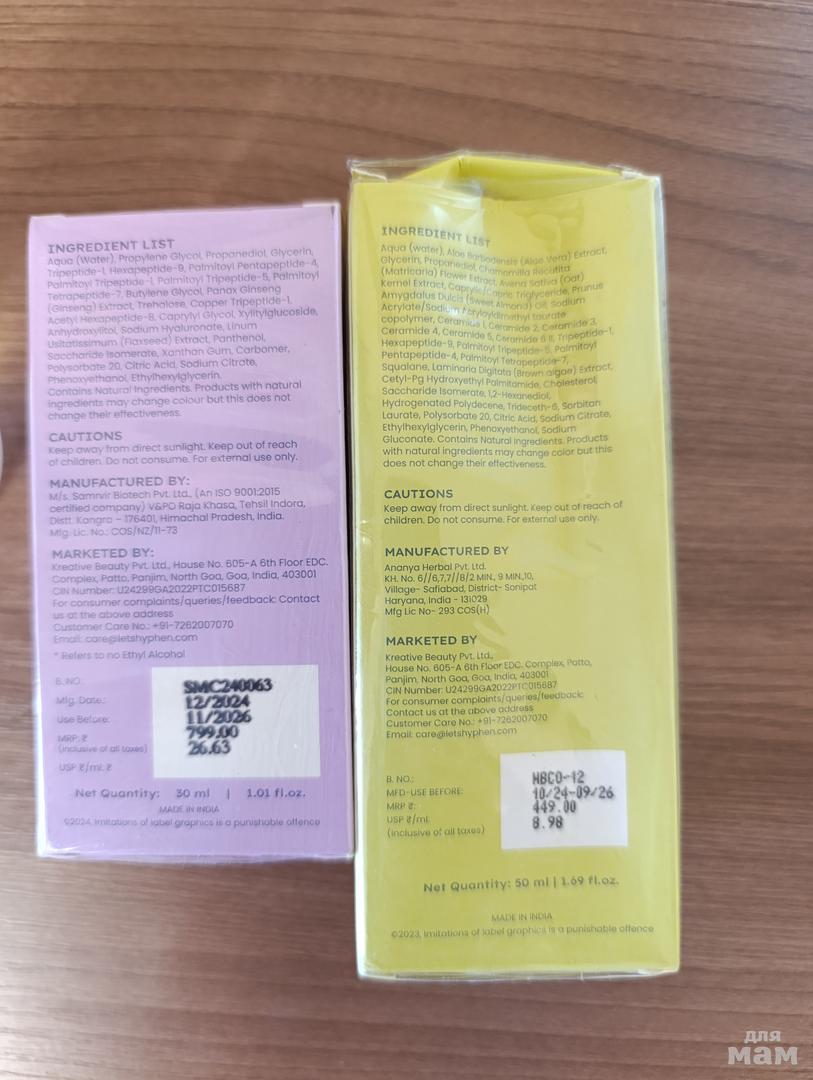 INGREDIENT LIST
Aqua (Water), Propylene Glycol, Propanediol, Glycerin,
Tripeptide-1, Hexapeptide-9, Palmitoyl Pentapeptide-4,
Palmitoyl Tripeptide-1, Palmitoyl Tripeptide-5, Palmitoyl
Tetrapeptide-7, Butylene Glycol, Panax Ginseng
(Ginseng) Extract, Trehalose, Copper Tripeptide-1,
Acetyl Hexapeptide-8, Caprylyl Glycol, Xylitylglucoside,
Anhydroxylitol, Sodium Hyaluronate, Linum
Usitatissimum (Flaxseed) Extract, Panthenol,
Saccharide Isomerate, Xanthan Gum, Carbomer,
Polysorbate 20, Citric Acid, Sodium Citrate,
Phenoxyethanol, Ethylhexylglycerin.
Contains Natural Ingredients. Products with natural
ingredients may change colour but this does not
change their effectiveness.
CAUTIONS
Keep away from direct sunlight. Keep out of reach
of children. Do not consume. For external use only.
MANUFACTURED BY:
M/s. Samrvir Biotech Pvt. Ltd., (An ISO 9001:2015
certified company) V&PO Raja Khasa, Tehsil Indora,
Distt. Kangra – 176401, Himachal Pradesh, India.
Mfg. Lic. No.: COS/NZ/11-73
MARKETED BY:
Kreative Beauty Pvt. Ltd., House No. 605-A 6th Floor EDC.
Complex, Patto, Panjim, North Goa, Goa, India, 403001
CIN Number: U24299GA2022PTC015687
For consumer complaints/queries/feedback: Contact
us at the above address
Customer Care No.: +91-7262007070
Email: care@letshyphen.com
* Refers to no Ethyl Alcohol
B. NO.: SMC240063
Mfg. Date.: 12/2024
Use Before: 11/2026
MRP: ₹ 799.00
(inclusive of all taxes)
USP ₹/ml: ₹ 26.63
Net Quantity: 30 ml | 1.01 fl.oz.
MADE IN INDIA
©2024, Imitations of label graphics is a punishable offence
INGREDIENT LIST
Aqua (water), Aloe Barbadensis (Aloe Vera) Extract,
Glycerin, Propanediol, Chamomilla Recutita
(Matricaria) Flower Extract, Avena Sativa (Oat)
Kernel Extract, Caprylic/Capric Triglyceride, Prunus
Amygdalus Dulcis (Sweet Almond) Oil, Sodium
Acrylate/Sodium Acryloyldimethyl taurate
copolymer, Ceramide 1, Ceramide 2, Ceramide 3,
Ceramide 4, Ceramide 5, Ceramide 6 II, Tripeptide-1,
Hexapeptide-9, Palmitoyl Tripeptide-5, Palmitoyl
Pentapeptide-4, Palmitoyl Tetrapeptide-7,
Squalane, Laminaria Digitata (Brown algae) Extract,
Cetyl-Pg Hydroxyethyl Palmitamide, Cholesterol,
Saccharide Isomerate, 1,2-Hexanediol,
Hydrogenated Polydecene, Trideceth-6, Sorbitan
Laurate, Polysorbate 20, Citric Acid, Sodium Citrate,
Ethylhexylglycerin, Phenoxyethanol, Sodium
Gluconate. Contains Natural Ingredients. Products
with natural ingredients may change color but this
does not change their effectiveness.
CAUTIONS
Keep away from direct sunlight. Keep out of reach of
children. Do not consume. For external use only.
MANUFACTURED BY
Ananya Herbal Pvt. Ltd.
KH. No. 6//6,7,7//8/2 MIN., 9 MIN.,10,
Village- Safiabad, District- Sonipat
Haryana, India - 131029
Mfg Lic No- 293 COS(H)
MARKETED BY
Kreative Beauty Pvt. Ltd.,
House No. 605-A 6th Floor EDC. Complex, Patto,
Panjim, North Goa, Goa, India, 403001
CIN Number: U24299GA2022PTC015687
For consumer complaints/queries/feedback:
Contact us at the above address
Customer Care No.: +91-7262007070
Email: care@letshyphen.com
B. NO.: HBCO-12
MFD-USE BEFORE: 10/24-09/26
MRP ₹: 449.00
USP ₹/ml: 8.98
(inclusive of all taxes)
Net Quantity: 50 ml | 1.69 fl.oz.
MADE IN INDIA
©2023, Imitations of label graphics is a punishable offence
для
мам